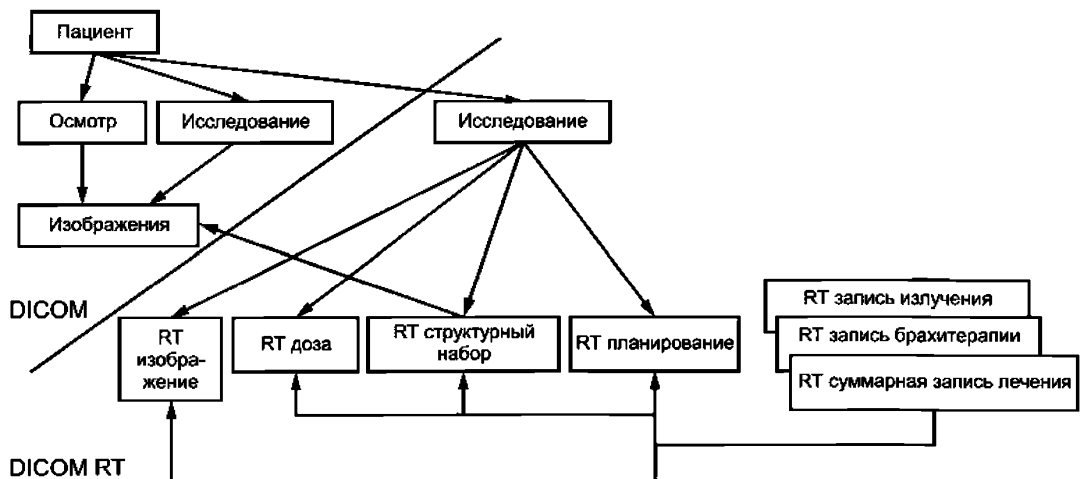 Пациент
Осмотр
Исследование
Исследование
Изображения
DICOM
RT
изобра-
жение
RT доза
RT структурный
набор
RT планирование
RT запись излучения
RT запись брахитерапии
RT суммарная запись лечения
DICOM RT